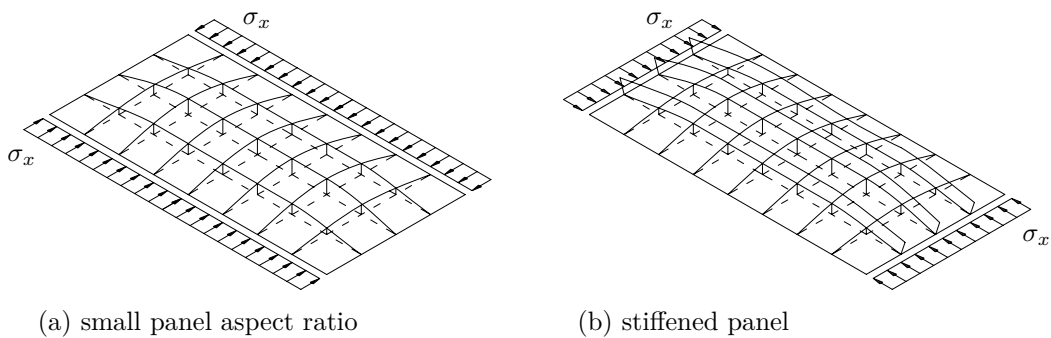 σₓ
σₓ
σₓ
σₓ
(a) small panel aspect ratio
(b) stiffened panel